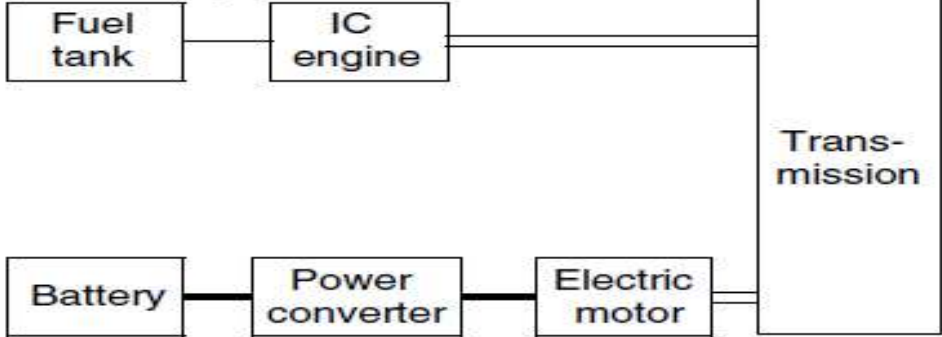 Fuel
tank
IC
engine
Trans-
mission
Battery
Power
converter
Electric
motor